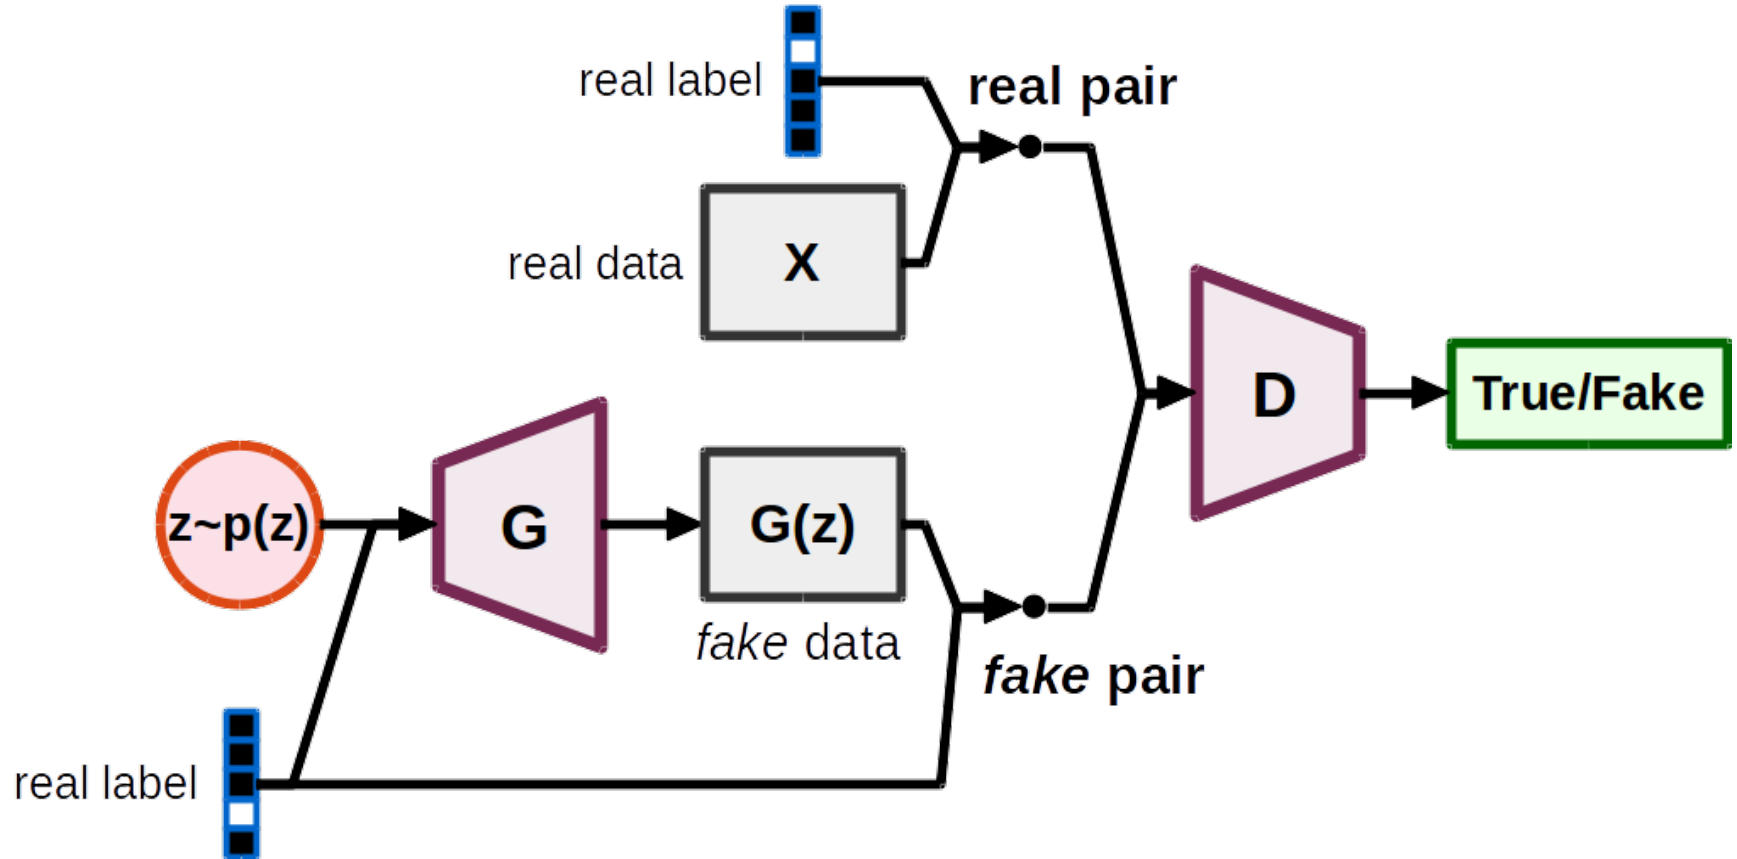 real label
real pair
real data
X
D
True/Fake
z~p(z)
G
G(z)
fake data
fake pair
real label